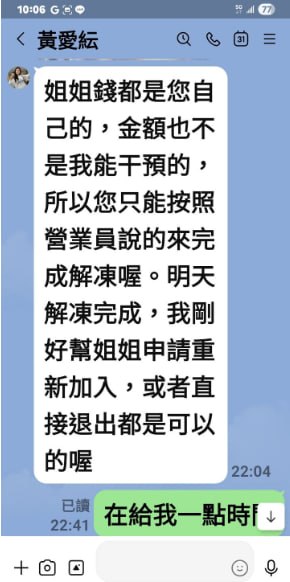 10:06 G 5G 77
黃愛紜
31
姐姐錢都是您自
己的，金額也不
是我能干預的，
所以您只能按照
營業員說的來完
成解凍喔。明天
解凍完成，我剛
好幫姐姐申請重
新加入，或者直
接退出都是可以
的喔
22:04
已讀
22:41
在給我一點時